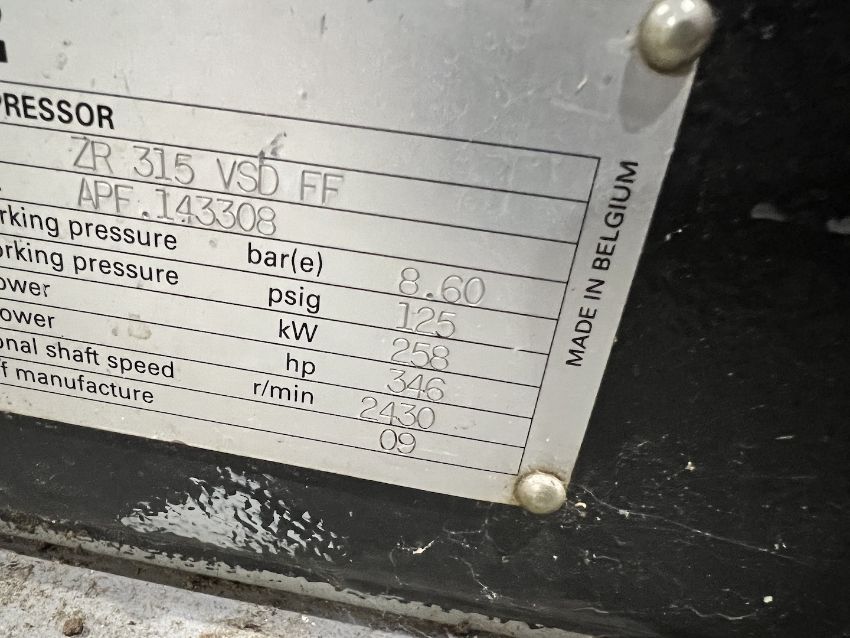 PRESSOR
ZR 315 VSD FF
APF.143308
rking pressure bar(e) 8.60
orking pressure psig 125
ower kW 258
ower hp 346
onal shaft speed r/min 2430
f manufacture 09
MADE IN BELGIUM